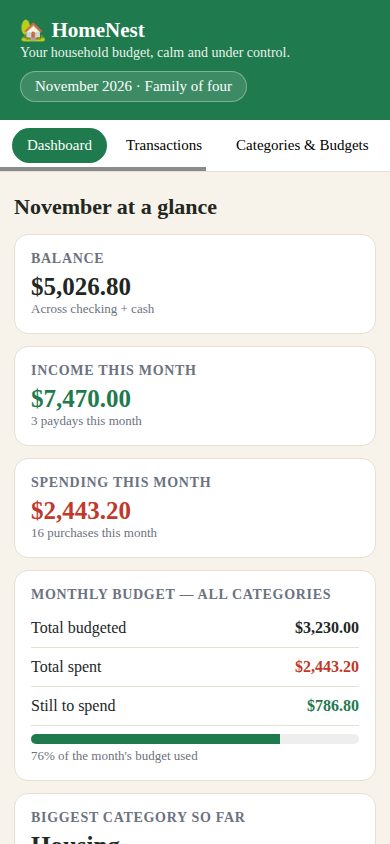 🏡 HomeNest
Your household budget, calm and under control.
November 2026 · Family of four
Dashboard Transactions Categories & Budgets
November at a glance
BALANCE
$5,026.80
Across checking + cash
INCOME THIS MONTH
$7,470.00
3 paydays this month
SPENDING THIS MONTH
$2,443.20
16 purchases this month
MONTHLY BUDGET — ALL CATEGORIES
Total budgeted $3,230.00
Total spent $2,443.20
Still to spend $786.80
76% of the month's budget used
BIGGEST CATEGORY SO FAR
Housing